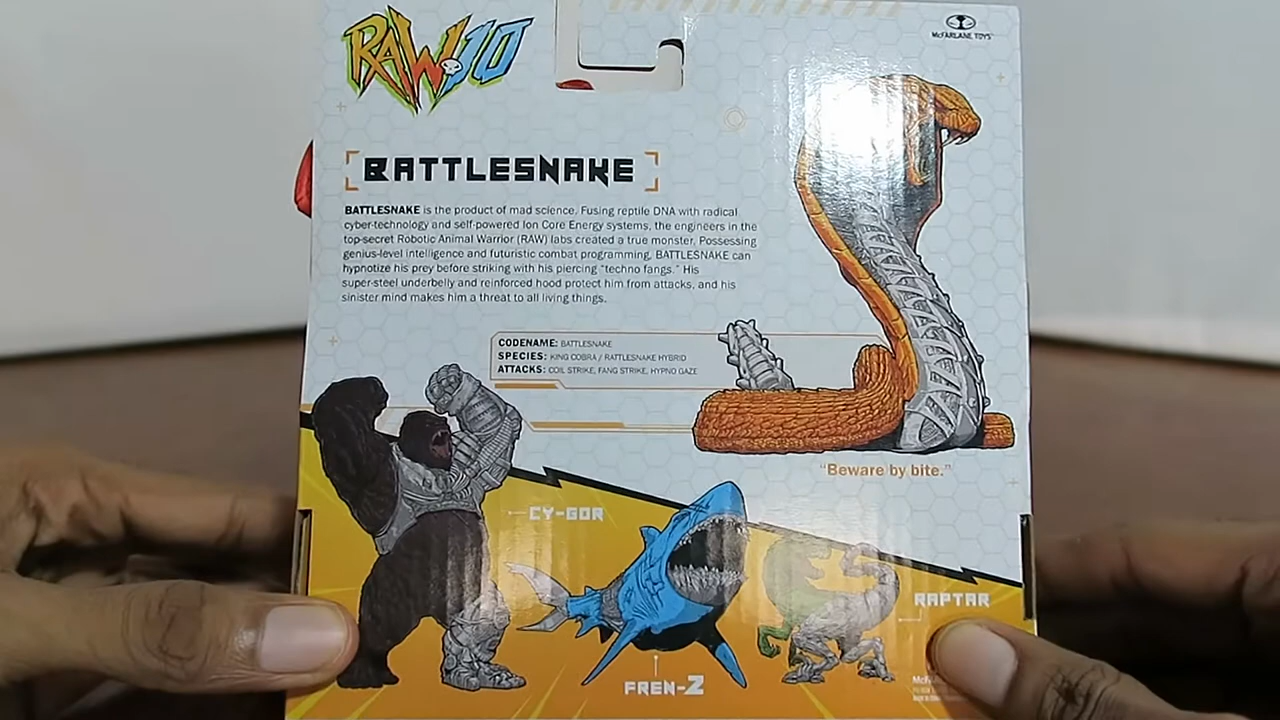 RAW10
McFARLANE TOYS
BATTLESNAKE
BATTLESNAKE is the product of mad science. Fusing reptile DNA with radical
cyber-technology and self-powered Ion Core Energy systems, the engineers in the
top-secret Robotic Animal Warrior (RAW) labs created a true monster. Possessing
genius-level intelligence and futuristic combat programming, BATTLESNAKE can
hypnotize his prey before striking with his piercing "techno fangs." His
super-steel underbelly and reinforced hood protect him from attacks, and his
sinister mind makes him a threat to all living things.
CODENAME: BATTLESNAKE
SPECIES: KING COBRA / RATTLESNAKE HYBRID
ATTACKS: COIL STRIKE, FANG STRIKE, HYPNO GAZE
"Beware by bite."
CY-GOR
RAPTAR
FREN-Z